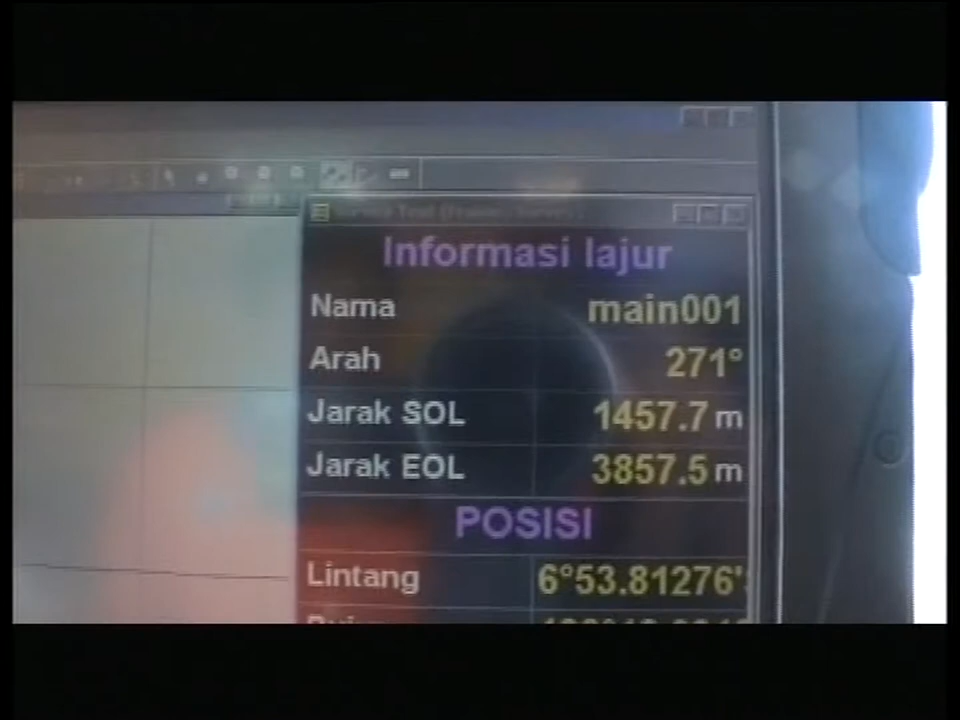 Informasi lajur
Nama main001
Arah 271°
Jarak SOL 1457.7 m
Jarak EOL 3857.5 m
POSISI
Lintang 6°53.81276'